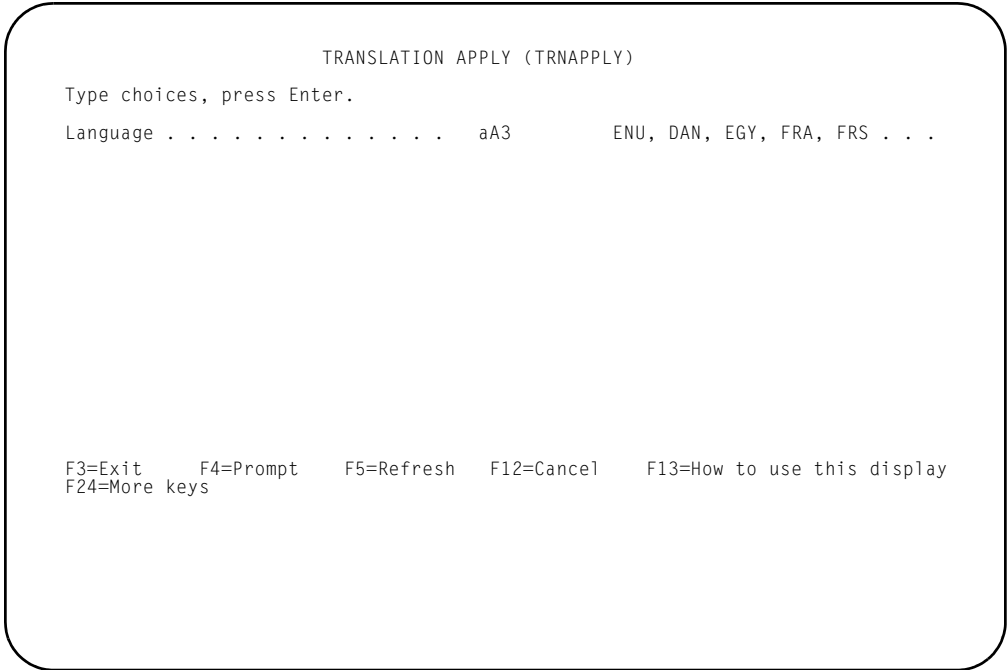 TRANSLATION APPLY (TRNAPPLY)
Type choices, press Enter.
Language . . . . . . . . . . . . . aA3 ENU, DAN, EGY, FRA, FRS . . .
F3=Exit F4=Prompt F5=Refresh F12=Cancel F13=How to use this display
F24=More keys